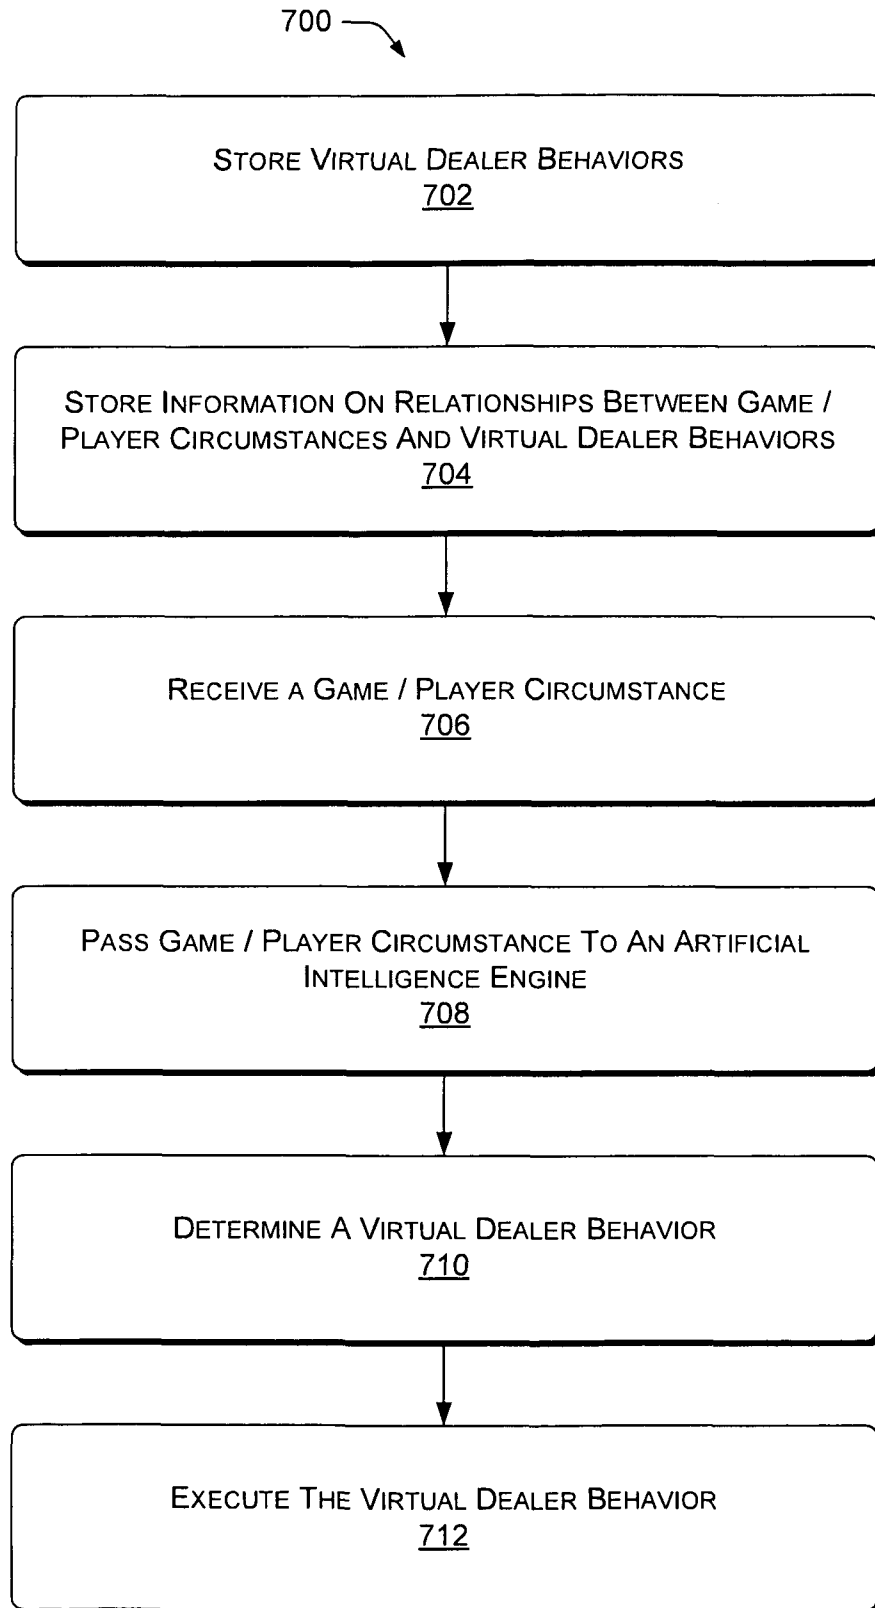 700
STORE VIRTUAL DEALER BEHAVIORS
702
STORE INFORMATION ON RELATIONSHIPS BETWEEN GAME /
PLAYER CIRCUMSTANCES AND VIRTUAL DEALER BEHAVIORS
704
RECEIVE A GAME / PLAYER CIRCUMSTANCE
706
PASS GAME / PLAYER CIRCUMSTANCE TO AN ARTIFICIAL
INTELLIGENCE ENGINE
708
DETERMINE A VIRTUAL DEALER BEHAVIOR
710
EXECUTE THE VIRTUAL DEALER BEHAVIOR
712